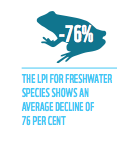 -76%
THE LPI FOR FRESHWATER
SPECIES SHOWS AN
AVERAGE DECLINE OF
76 PER CENT